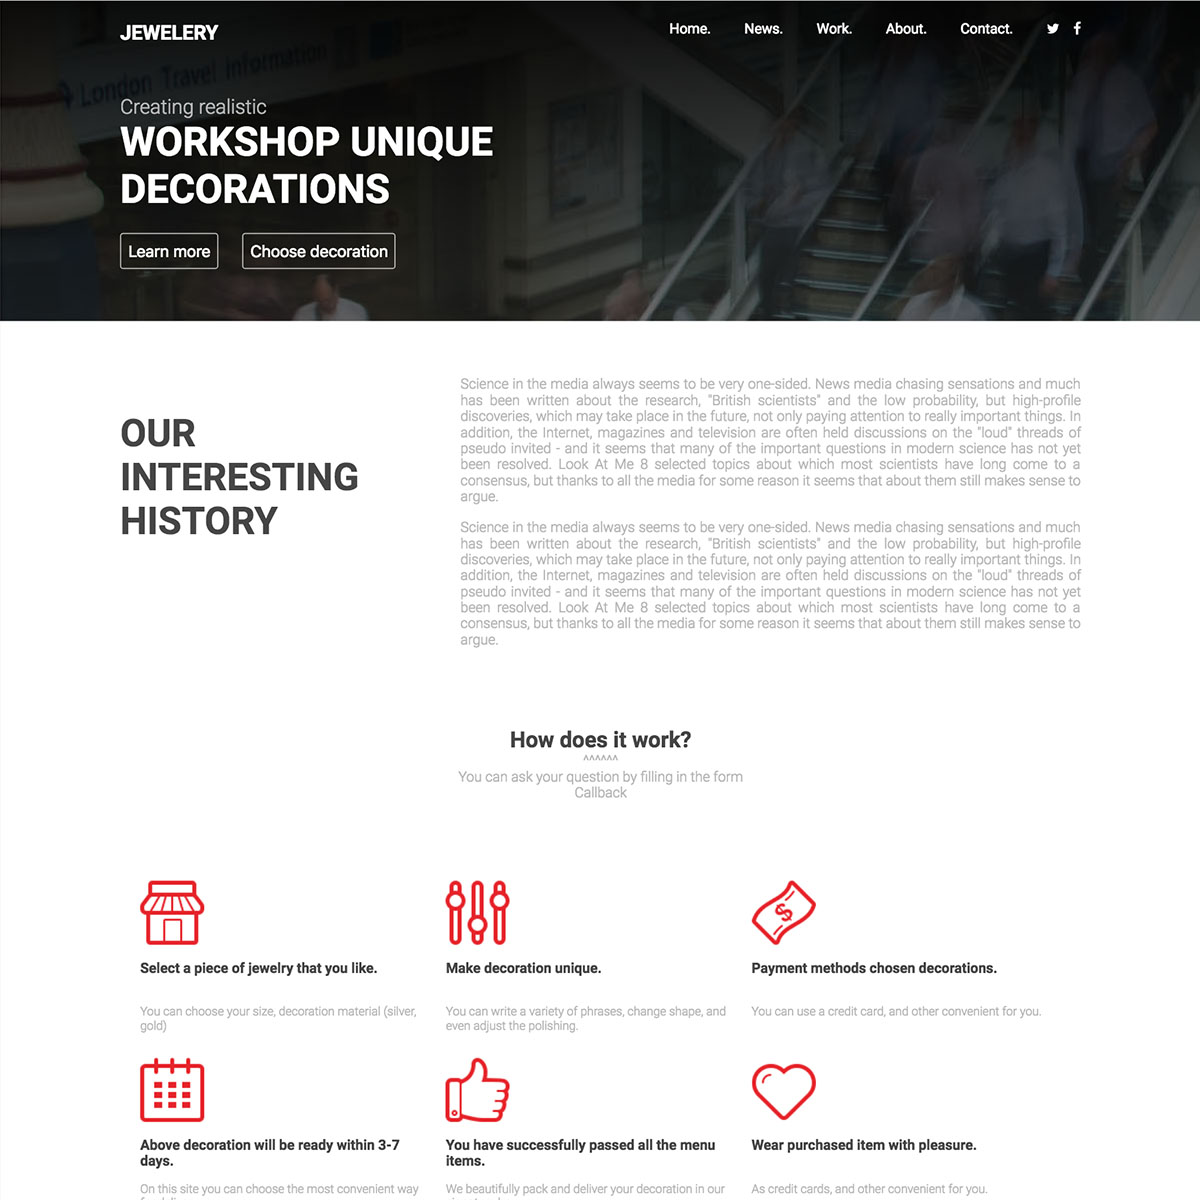 JEWELERY
Home. News. Work. About. Contact.
London Travel Information
Creating realistic
WORKSHOP UNIQUE
DECORATIONS
Learn more Choose decoration
OUR
INTERESTING
HISTORY
Science in the media always seems to be very one-sided. News media chasing sensations and much
has been written about the research, "British scientists" and the low probability, but high-profile
discoveries, which may take place in the future, not only paying attention to really important things. In
addition, the Internet, magazines and television are often held discussions on the "loud" threads of
pseudo invited - and it seems that many of the important questions in modern science has not yet
been resolved. Look At Me 8 selected topics about which most scientists have long come to a
consensus, but thanks to all the media for some reason it seems that about them still makes sense to
argue.
Science in the media always seems to be very one-sided. News media chasing sensations and much
has been written about the research, "British scientists" and the low probability, but high-profile
discoveries, which may take place in the future, not only paying attention to really important things. In
addition, the Internet, magazines and television are often held discussions on the "loud" threads of
pseudo invited - and it seems that many of the important questions in modern science has not yet
been resolved. Look At Me 8 selected topics about which most scientists have long come to a
consensus, but thanks to all the media for some reason it seems that about them still makes sense to
argue.
How does it work?
^^^^^^
You can ask your question by filling in the form
Callback
Select a piece of jewelry that you like.
You can choose your size, decoration material (silver,
gold)
Make decoration unique.
You can write a variety of phrases, change shape, and
even adjust the polishing.
Payment methods chosen decorations.
You can use a credit card, and other convenient for you.
Above decoration will be ready within 3-7
days.
On this site you can choose the most convenient way
You have successfully passed all the menu
items.
We beautifully pack and deliver your decoration in our
Wear purchased item with pleasure.
As credit cards, and other convenient for you.